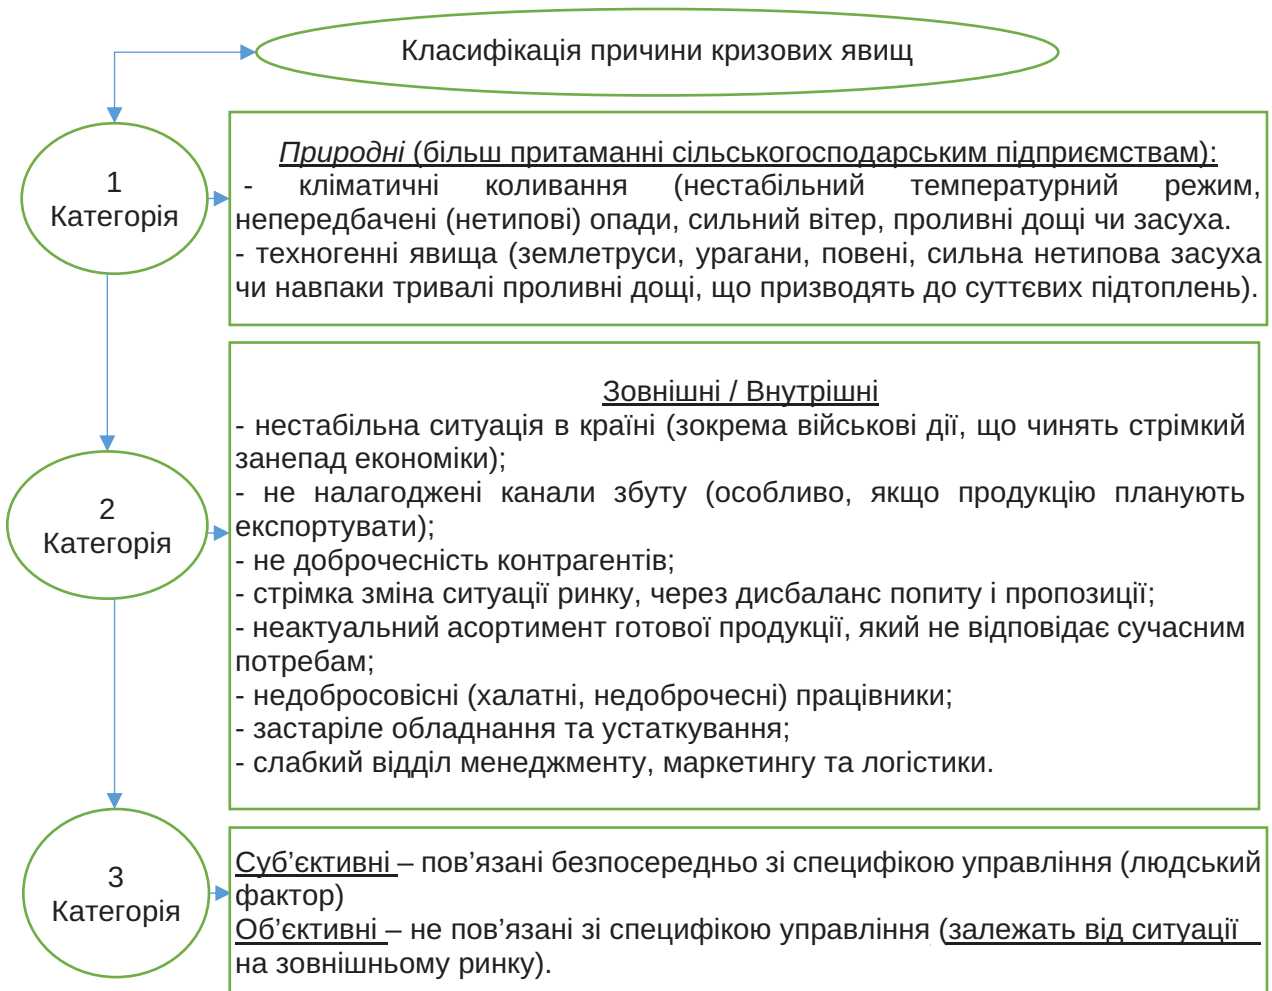 Класифікація причини кризових явищ
1
Категорія
Природні (більш притаманні сільськогосподарським підприємствам):
- кліматичні коливання (нестабільний температурний режим,
непередбачені (нетипові) опади, сильний вітер, проливні дощі чи засуха.
- техногенні явища (землетруси, урагани, повені, сильна нетипова засуха
чи навпаки тривалі проливні дощі, що призводять до суттєвих підтоплень).
2
Категорія
Зовнішні / Внутрішні
- нестабільна ситуація в країні (зокрема військові дії, що чинять стрімкий
занепад економіки);
- не налагоджені канали збуту (особливо, якщо продукцію планують
експортувати);
- не доброчесність контрагентів;
- стрімка зміна ситуації ринку, через дисбаланс попиту і пропозиції;
- неактуальний асортимент готової продукції, який не відповідає сучасним
потребам;
- недобросовісні (халатні, недоброчесні) працівники;
- застаріле обладнання та устаткування;
- слабкий відділ менеджменту, маркетингу та логістики.
3
Категорія
Суб’єктивні – пов’язані безпосередньо зі специфікою управління (людський
фактор)
Об’єктивні – не пов’язані зі специфікою управління (залежать від ситуації
на зовнішньому ринку).